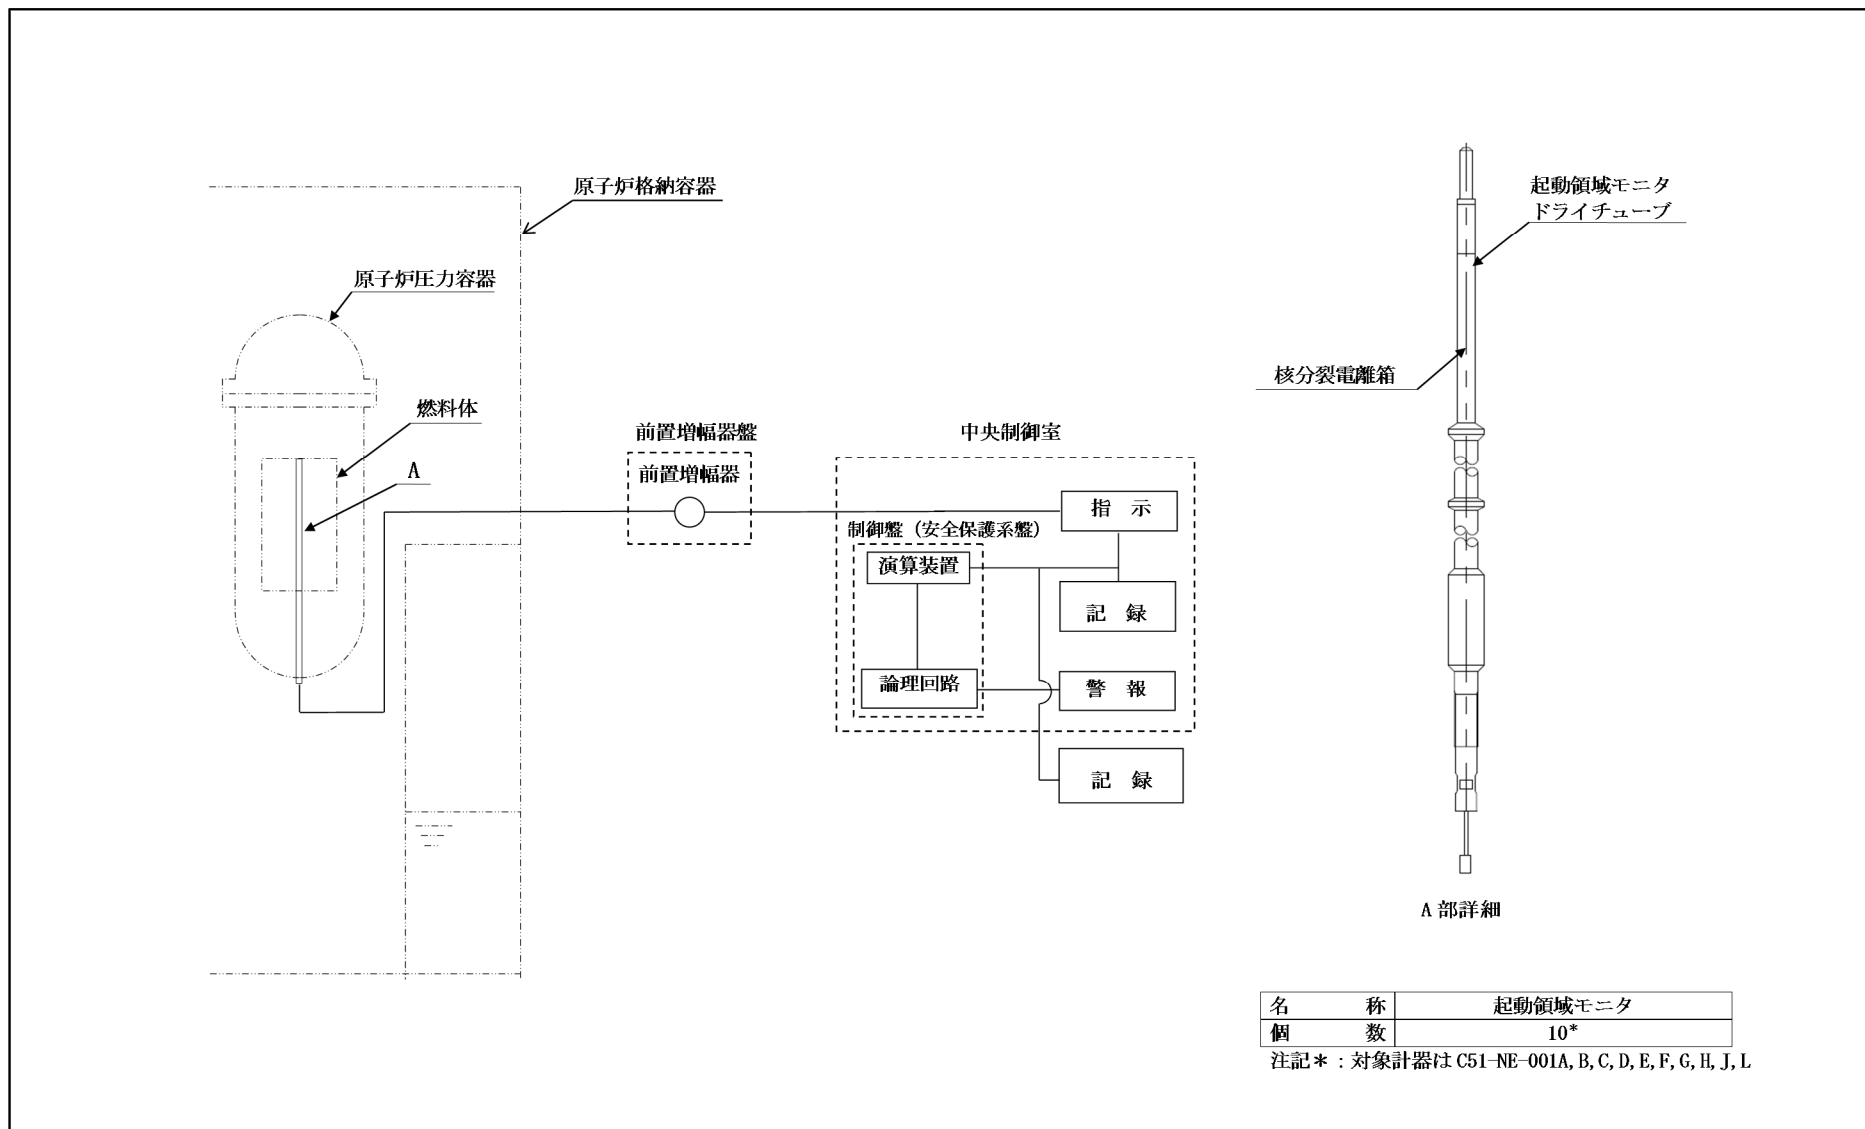 原子炉格納容器
原子炉圧力容器
燃料体
A
前置増幅器盤
前置増幅器
中央制御室
指　示
制御盤（安全保護系盤）
演算装置
記　録
論理回路
警　報
記　録
起動領域モニタ
ドライチューブ
核分裂電離箱
A 部詳細
名　　称　起動領域モニタ
個　　数　10*
注記＊：対象計器は C51-NE-001A, B, C, D, E, F, G, H, J, L